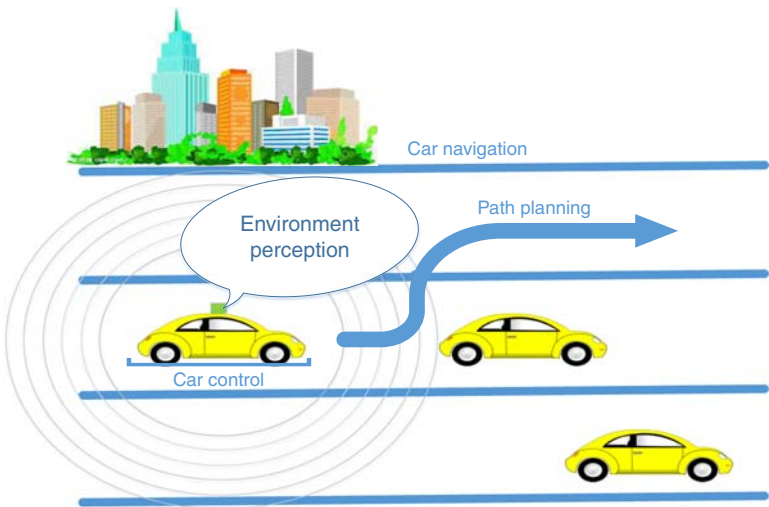 Car navigation
Path planning
Environment
perception
Car control